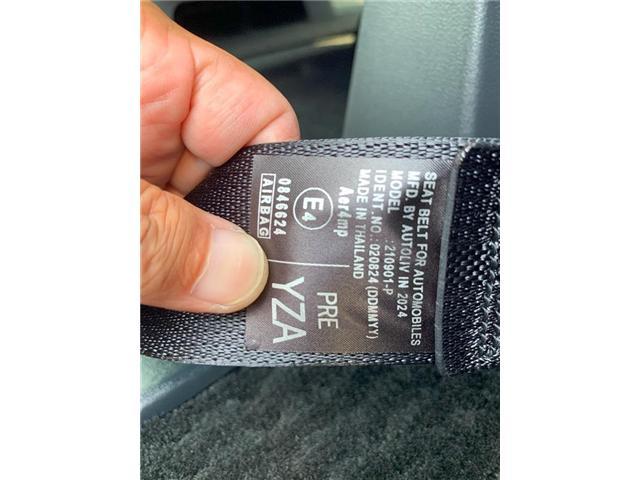 SEAT BELT FOR AUTOMOBILES
MFD. BY AUTOLIV IN 2024
MODEL :210901-P
IDENT.NO.:020824 (DDMMYY)
MADE IN THAILAND
Aer4mp
E4
0846624
AIRBAG
PRE
YZA